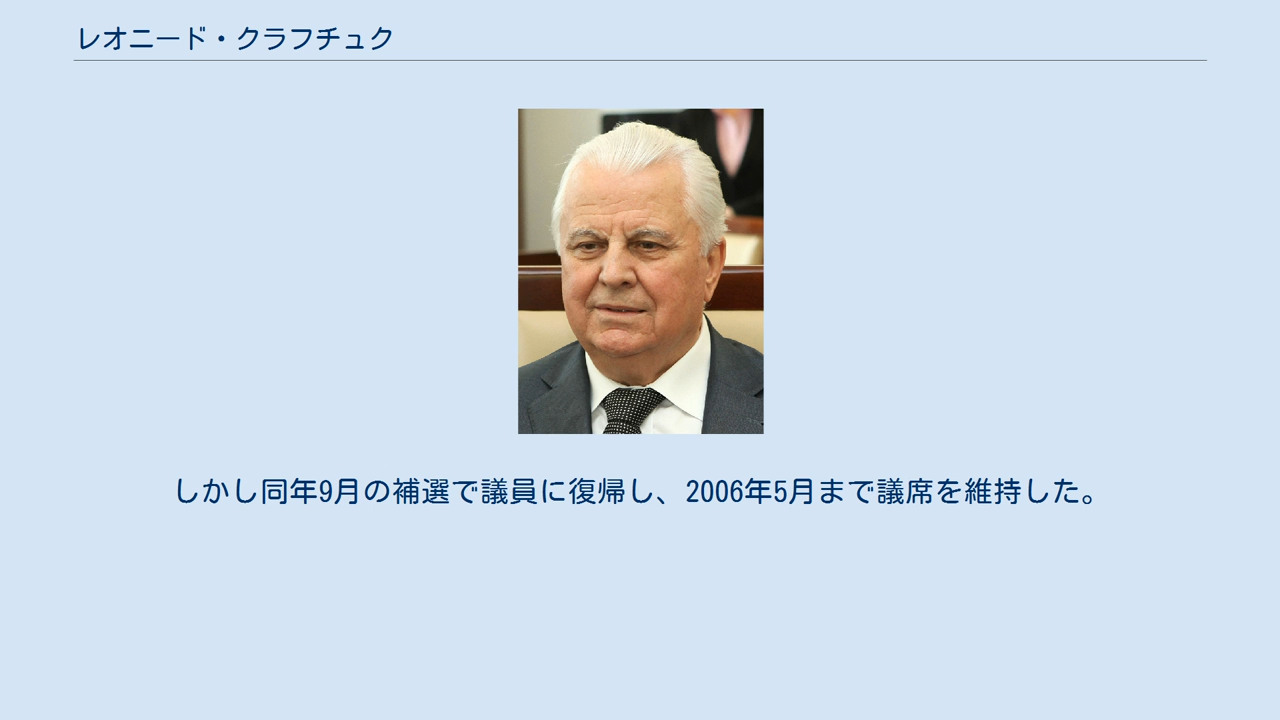 レオニード・クラフチュク
しかし同年9月の補選で議員に復帰し、2006年5月まで議席を維持した。